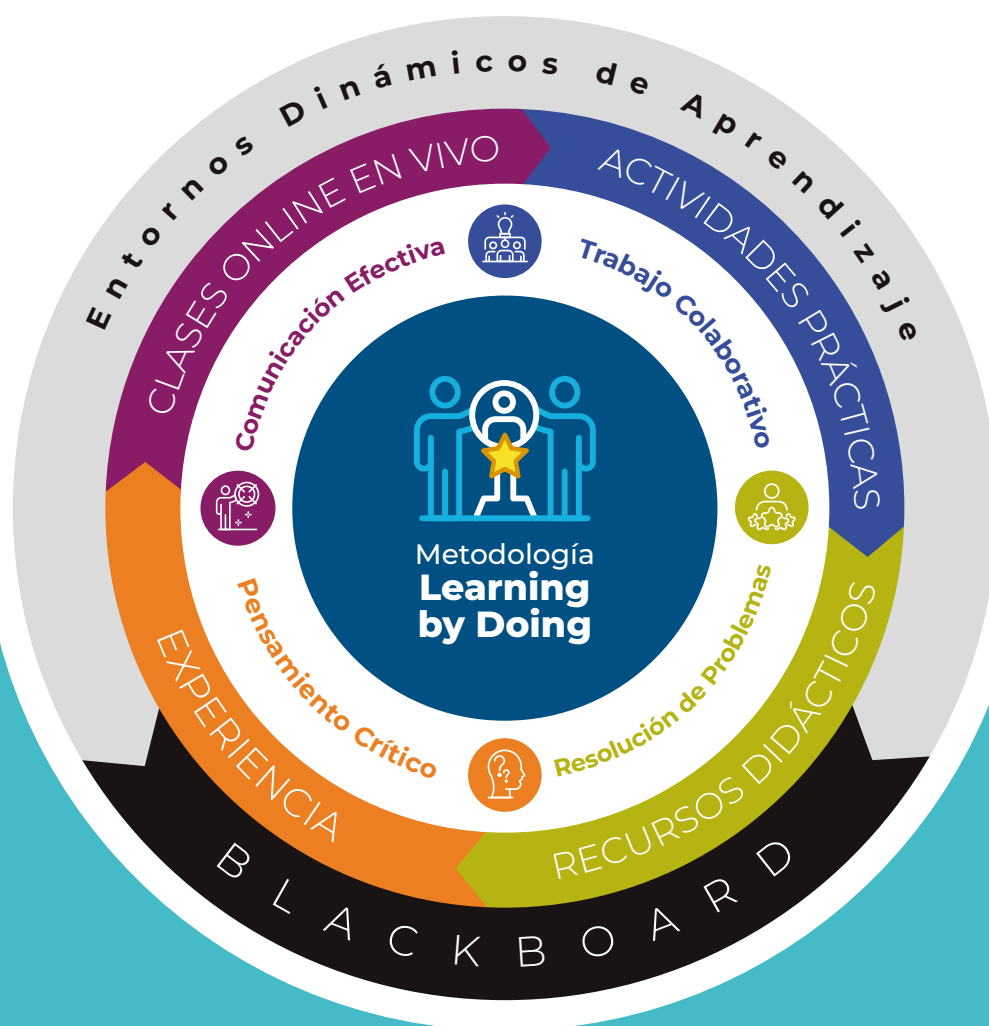 Entornos Dinámicos de Aprendizaje
CLASES ONLINE EN VIVO
ACTIVIDADES PRÁCTICAS
RECURSOS DIDÁCTICOS
EXPERIENCIA
Comunicación Efectiva
Trabajo Colaborativo
Resolución de Problemas
Pensamiento Crítico
Metodología
Learning
by Doing
BLACKBOARD